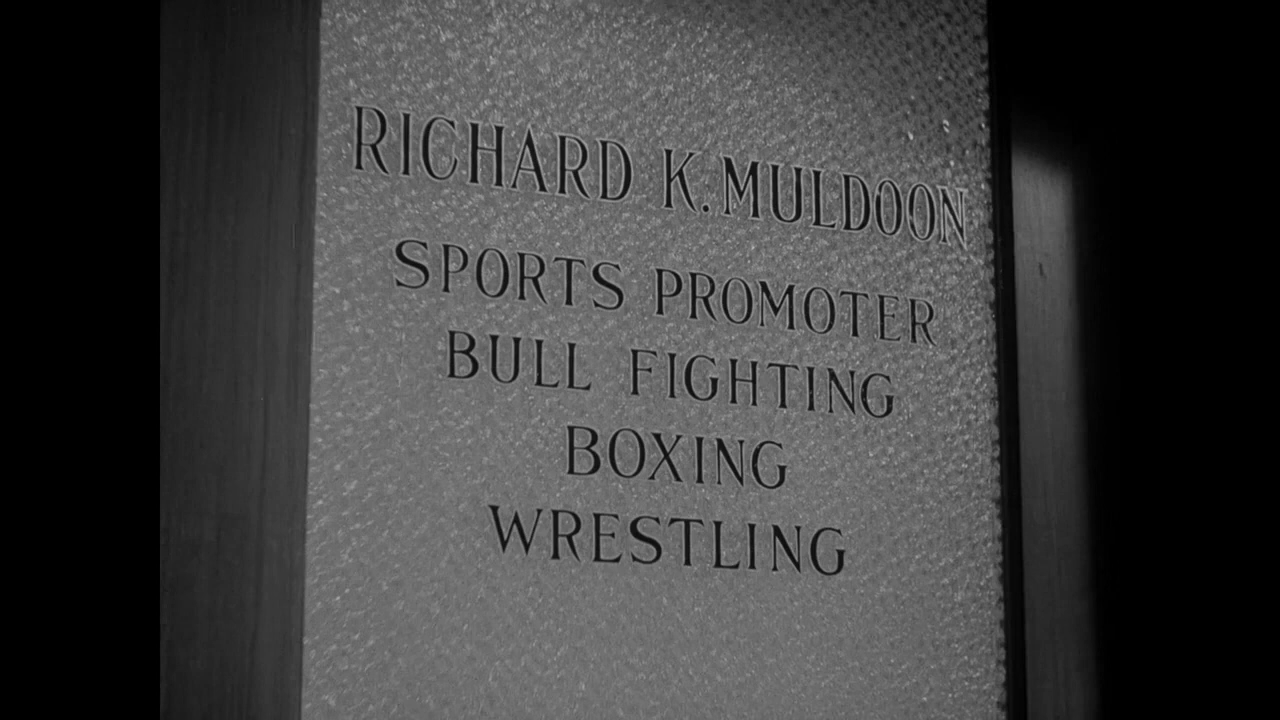 RICHARD K. MULDOON
SPORTS PROMOTER
BULL FIGHTING
BOXING
WRESTLING